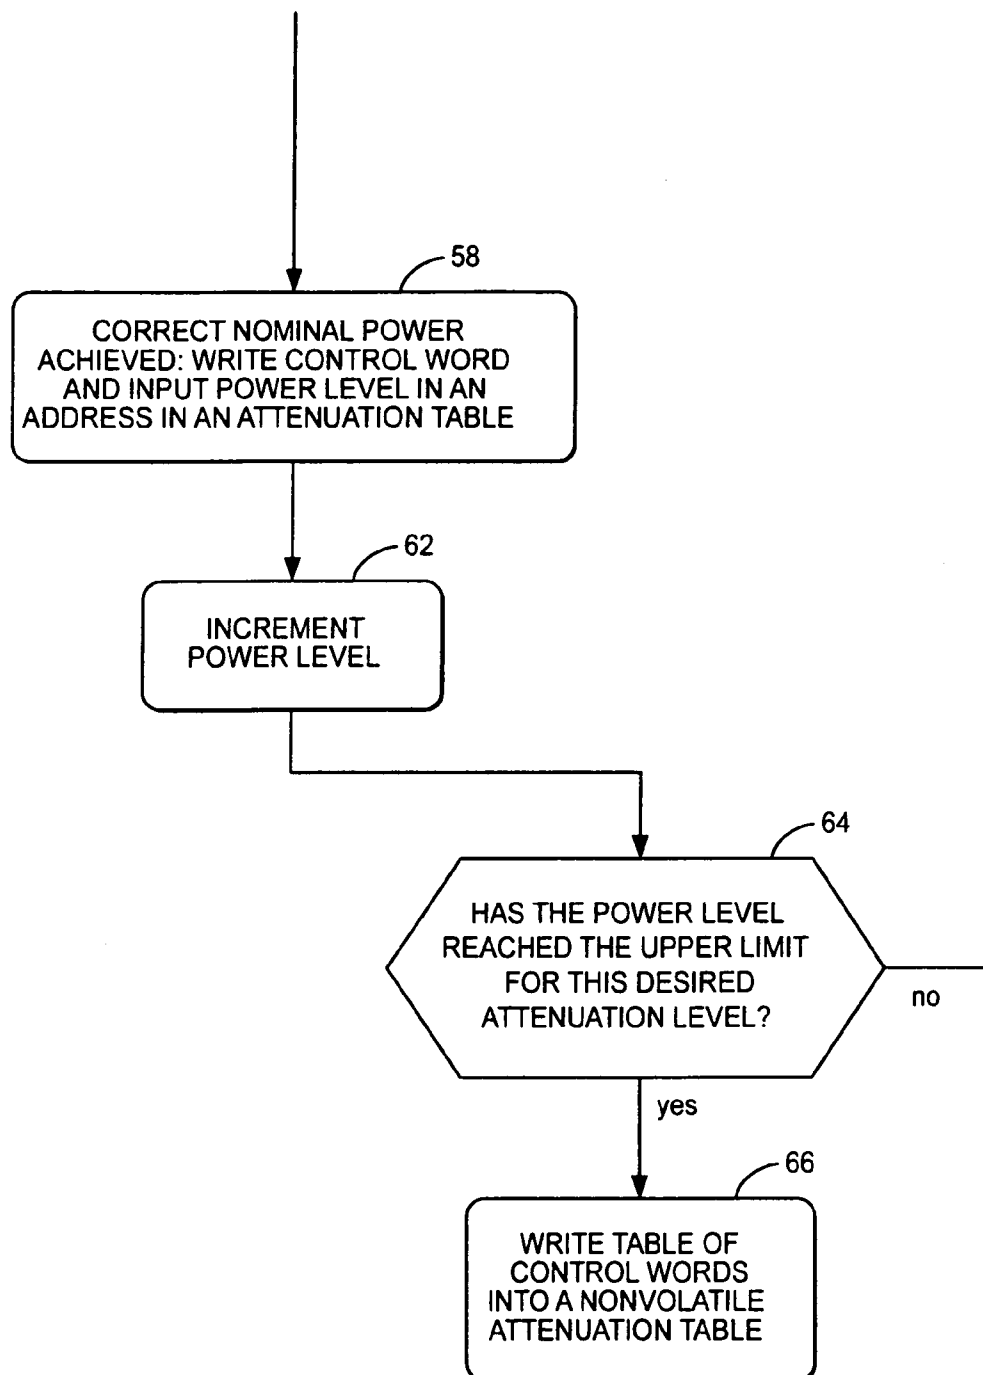 58
CORRECT NOMINAL POWER
ACHIEVED: WRITE CONTROL WORD
AND INPUT POWER LEVEL IN AN
ADDRESS IN AN ATTENUATION TABLE
62
INCREMENT
POWER LEVEL
64
HAS THE POWER LEVEL
REACHED THE UPPER LIMIT
FOR THIS DESIRED
ATTENUATION LEVEL?
no
yes
66
WRITE TABLE OF
CONTROL WORDS
INTO A NONVOLATILE
ATTENUATION TABLE